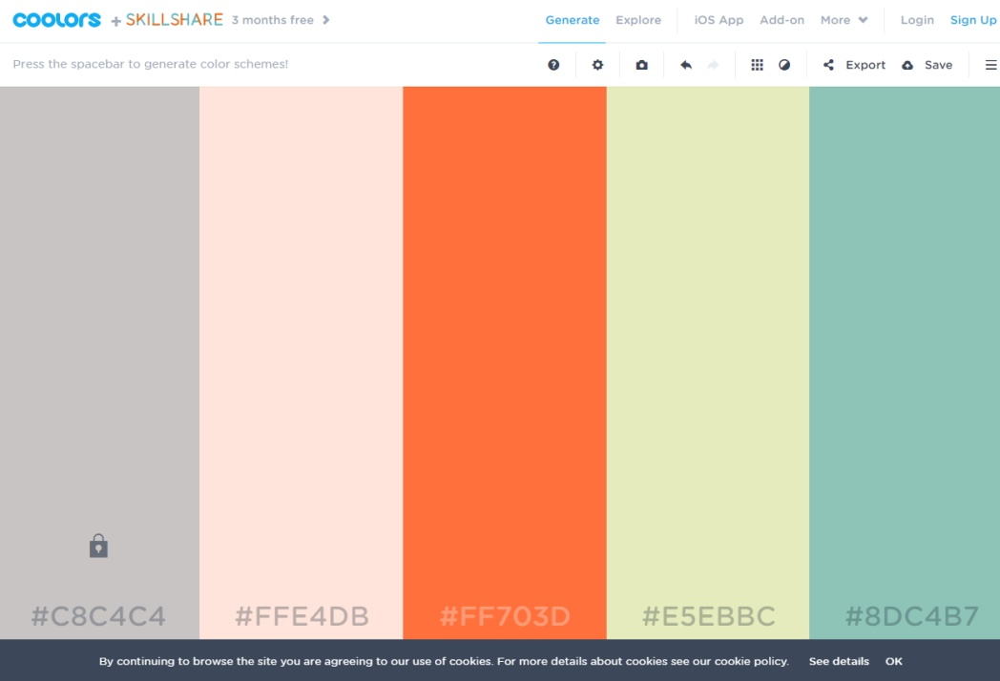 coolors + SKILLSHARE 3 months free Generate Explore iOS App Add-on More Login Sign Up
Press the spacebar to generate color schemes! Export Save
#C8C4C4 #FFE4DB #FF703D #E5EBBC #8DC4B7
By continuing to browse the site you are agreeing to our use of cookies. For more details about cookies see our cookie policy. See details OK